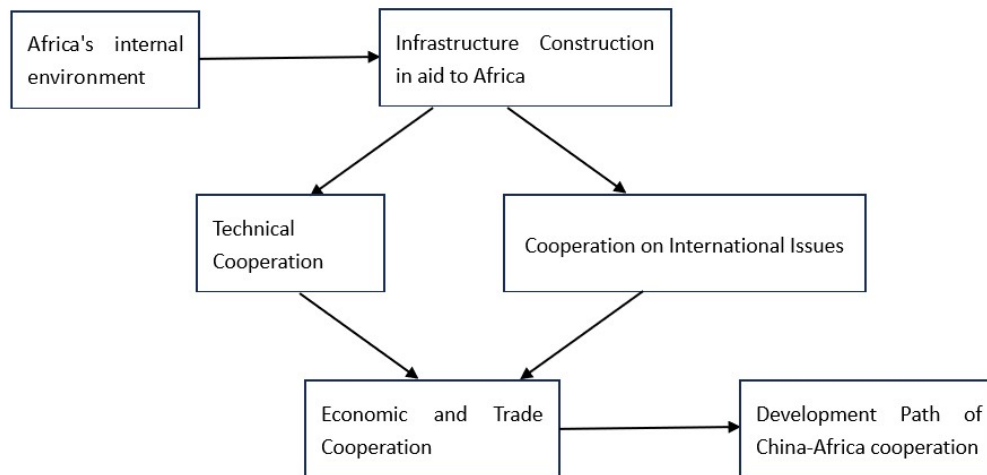 Africa's internal
environment
Infrastructure Construction
in aid to Africa
Technical
Cooperation
Cooperation on International Issues
Economic and Trade
Cooperation
Development Path of
China-Africa cooperation